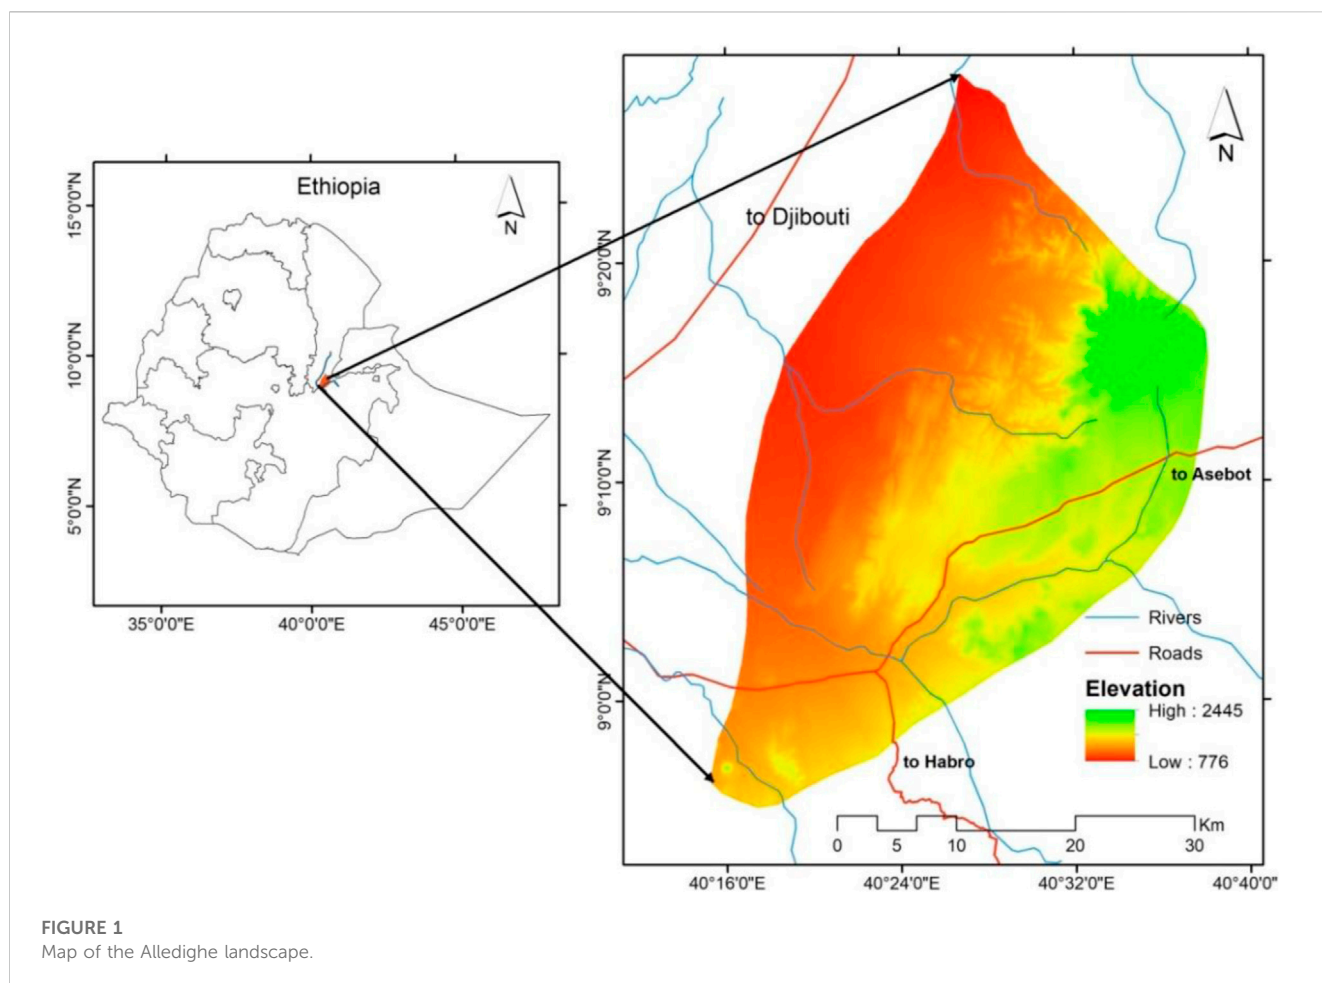 Ethiopia
N
15°0'0"N
10°0'0"N
5°0'0"N
35°0'0"E
40°0'0"E
45°0'0"E
N
to Djibouti
9°20'0"N
9°10'0"N
9°0'0"N
to Asebot
to Habro
Rivers
Roads
Elevation
High : 2445
Low : 776
Km
0 5 10 20 30
40°16'0"E
40°24'0"E
40°32'0"E
40°40'0"
FIGURE 1
Map of the Alledighe landscape.